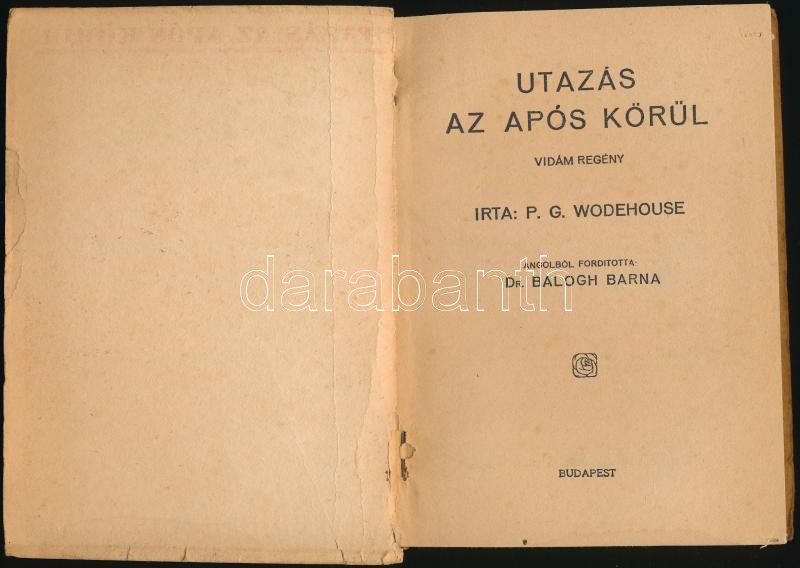 UTAZÁS
AZ APÓS KÖRÜL
VIDÁM REGÉNY
IRTA: P. G. WODEHOUSE
ANGOLBÓL FORDITOTTA:
DR. BALOGH BARNA
darabanth
BUDAPEST